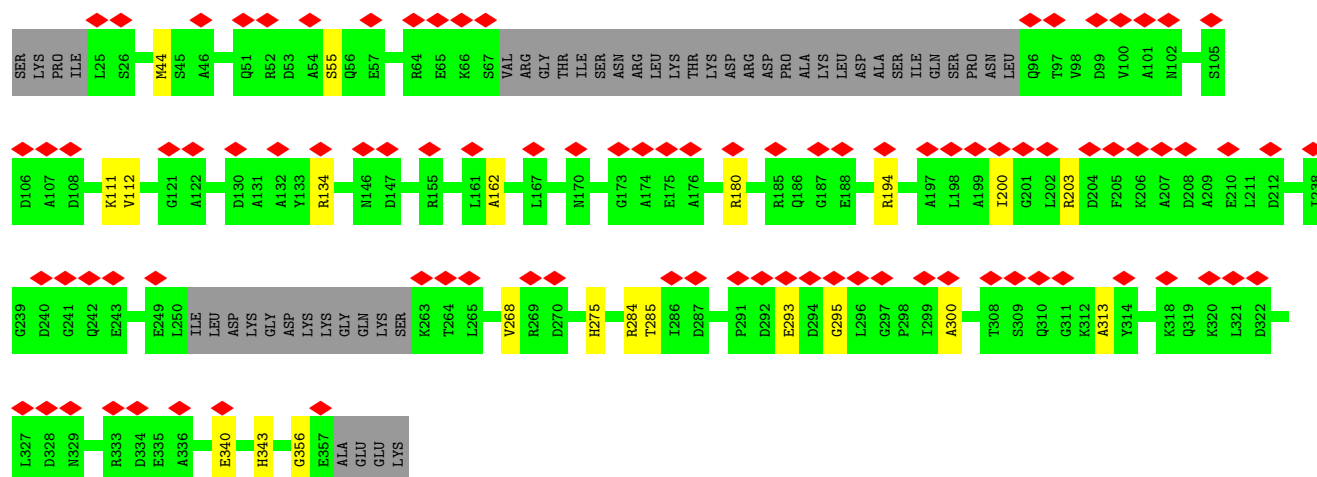 SER LYS PRO ILE L25 S26 M44 S45 A46 Q51 R52 D53 A54 S55 Q56 E57 R64 E65 K66 S67 VAL ARG GLY THR ILE SER ASN ARG LEU LYS THR LYS ASP ARG ASP PRO ALA LYS LEU ASP ALA SER ILE GLN SER PRO ASN LEU Q96 T97 V98 D99 V100 A101 N102 S105
D106 A107 D108 K111 V112 G121 A122 D130 A131 A132 Y133 R134 N146 D147 R155 L161 A162 L167 N170 G173 A174 E175 A176 R180 R185 Q186 G187 E188 R194 A197 L198 A199 I200 G201 L202 R203 D204 F205 K206 A207 D208 A209 E210 L211 D212
G239 D240 G241 Q242 E243 E249 L250 ILE LEU ASP LYS GLY ASP LYS LYS GLY GLN LYS SER K263 T264 L265 V268 R269 D270 H275 R284 T285 I286 D287 P291 D292 E293 D294 G295 L296 G297 P298 I299 A300 T308 S309 Q310 G311 K312 A313 Y314 K318 Q319 K320 L321 D322
L327 D328 N329 R333 D334 E335 A336 E340 H343 G356 E357 ALA GLU GLU LYS